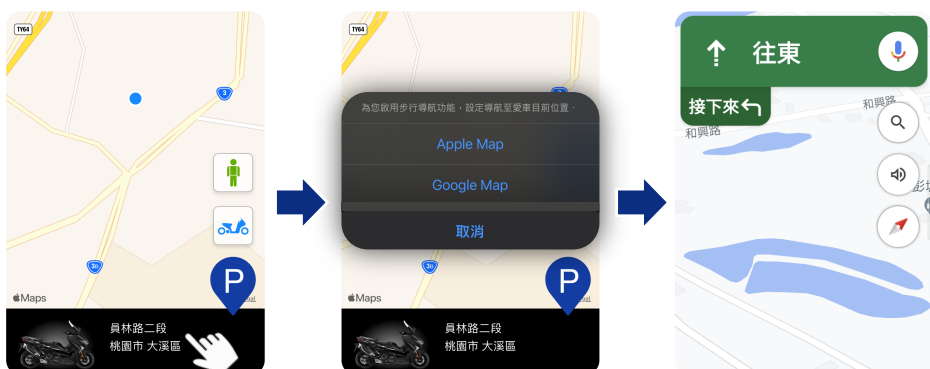 TY64
3
3乙
Maps
P
員林路二段
桃園市 大溪區
TY64
為您啟用步行導航功能，設定導航至愛車目前位置。
Apple Map
Google Map
取消
3乙
Maps
P
員林路二段
桃園市 大溪區
往東
接下來
和興路
和興路